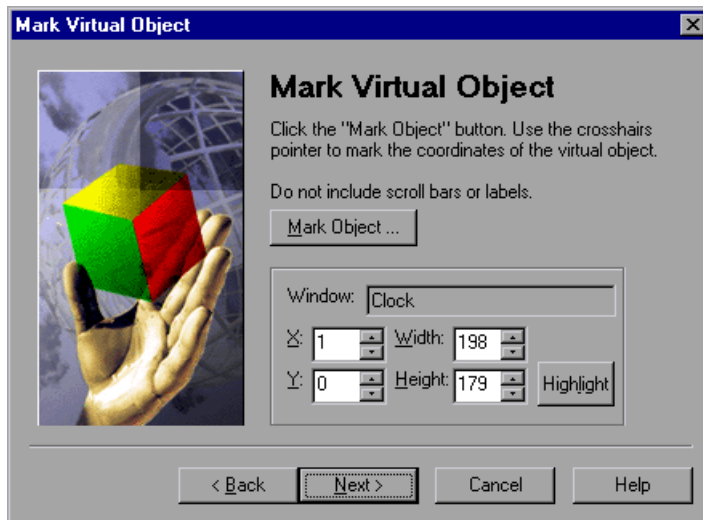 Mark Virtual Object
Mark Virtual Object
Click the "Mark Object" button. Use the crosshairs
pointer to mark the coordinates of the virtual object.
Do not include scroll bars or labels.
Mark Object ...
Window: Clock
X: 1 Width: 198
Y: 0 Height: 179 Highlight
< Back Next > Cancel Help